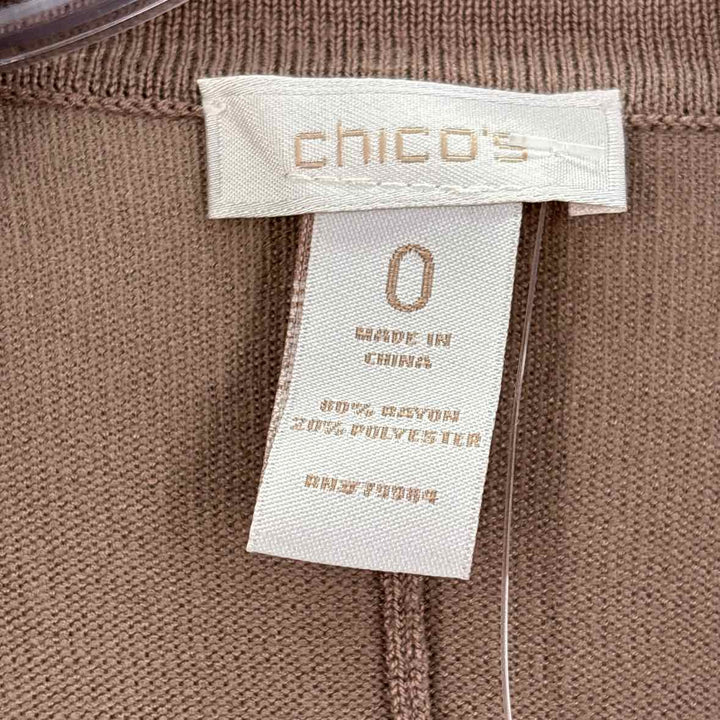 chico's
0
MADE IN
CHINA
80% RAYON
20% POLYESTER